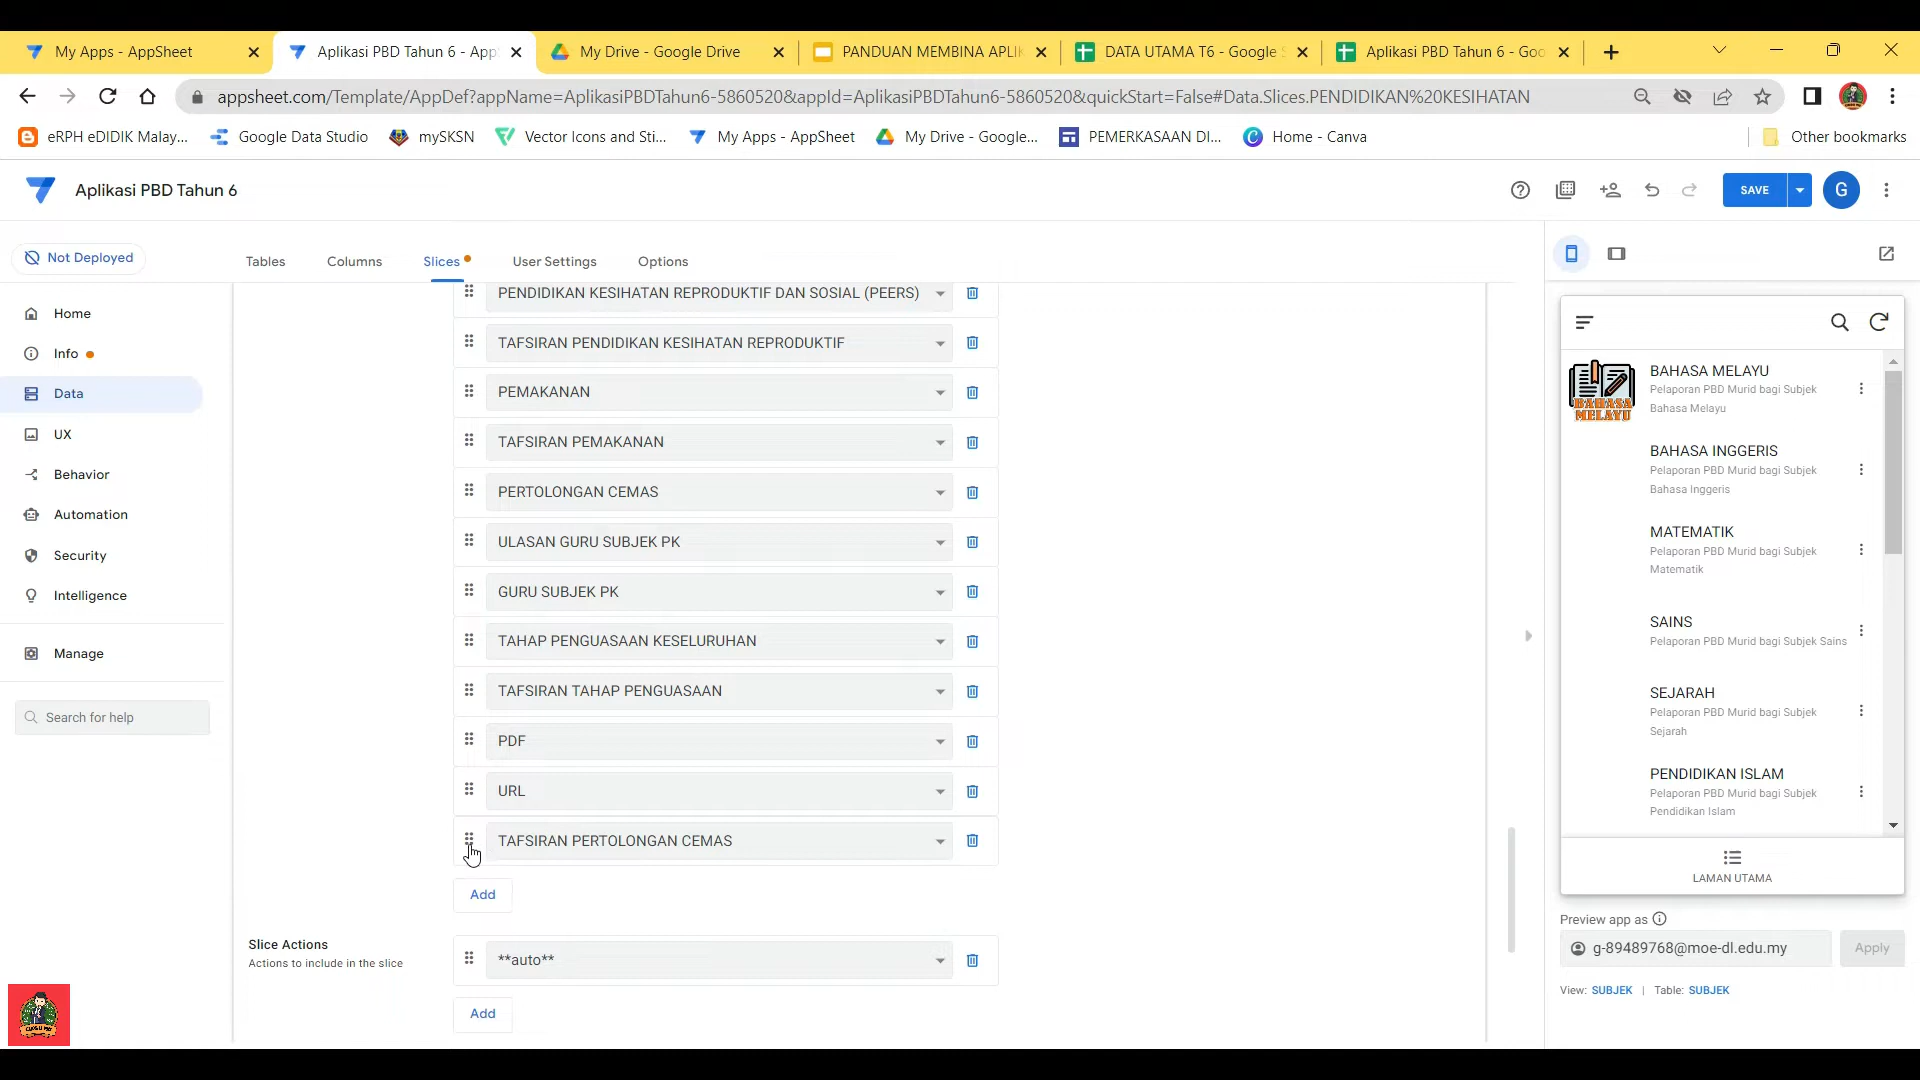 My Apps - AppSheet
Aplikasi PBD Tahun 6 - App
My Drive - Google Drive
PANDUAN MEMBINA APLIK
DATA UTAMA T6 - Google S
Aplikasi PBD Tahun 6 - Goo
appsheet.com/Template/AppDef?appName=AplikasiPBDTahun6-5860520&appId=AplikasiPBDTahun6-5860520&quickStart=False#Data.Slices.PENDIDIKAN%20KESIHATAN
eRPH eDIDIK Malay...
Google Data Studio
mySKSN
Vector Icons and Sti...
My Apps - AppSheet
My Drive - Google...
PEMERKASAAN DI...
Home - Canva
Other bookmarks
Aplikasi PBD Tahun 6
SAVE
G
Not Deployed
Tables
Columns
Slices
User Settings
Options
Home
Info
Data
UX
Behavior
Automation
Security
Intelligence
Manage
Search for help
PENDIDIKAN KESIHATAN REPRODUKTIF DAN SOSIAL (PEERS)
TAFSIRAN PENDIDIKAN KESIHATAN REPRODUKTIF
PEMAKANAN
TAFSIRAN PEMAKANAN
PERTOLONGAN CEMAS
ULASAN GURU SUBJEK PK
GURU SUBJEK PK
TAHAP PENGUASAAN KESELURUHAN
TAFSIRAN TAHAP PENGUASAAN
PDF
URL
TAFSIRAN PERTOLONGAN CEMAS
Add
Slice Actions
Actions to include in the slice
**auto**
Add
BAHASA MELAYU
BAHASA MELAYU
Pelaporan PBD Murid bagi Subjek
Bahasa Melayu
BAHASA INGGERIS
Pelaporan PBD Murid bagi Subjek
Bahasa Inggeris
MATEMATIK
Pelaporan PBD Murid bagi Subjek
Matematik
SAINS
Pelaporan PBD Murid bagi Subjek Sains
SEJARAH
Pelaporan PBD Murid bagi Subjek
Sejarah
PENDIDIKAN ISLAM
Pelaporan PBD Murid bagi Subjek
Pendidikan Islam
LAMAN UTAMA
Preview app as
g-89489768@moe-dl.edu.my
Apply
View: SUBJEK | Table: SUBJEK